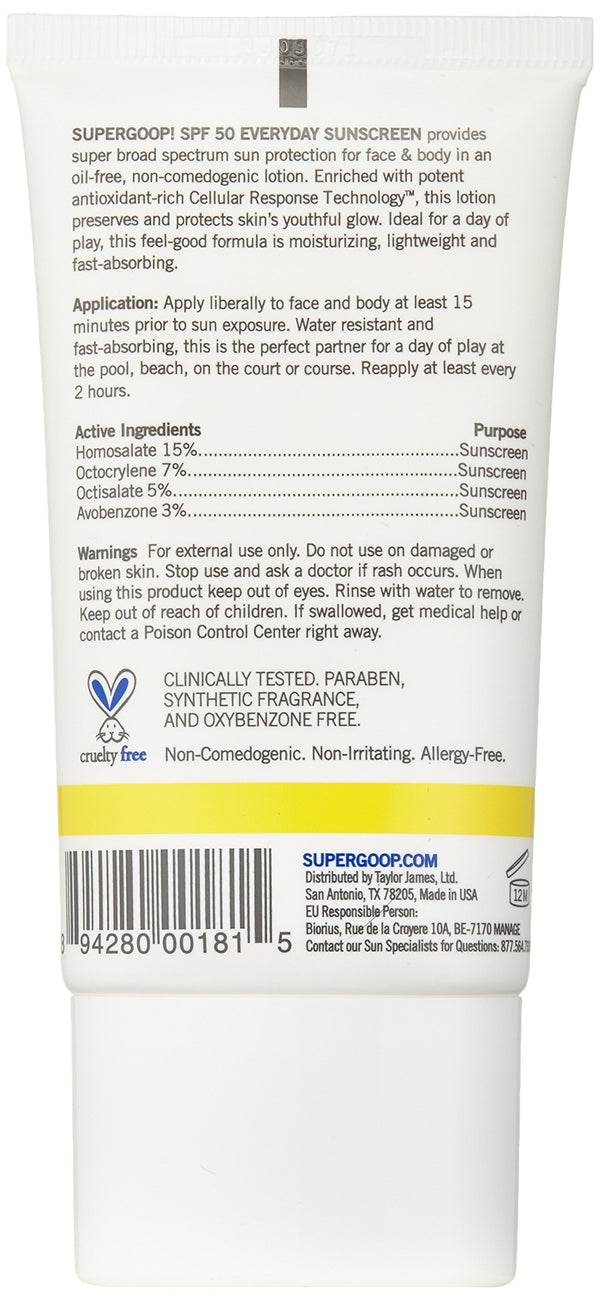 SUPERGOOP! SPF 50 EVERYDAY SUNSCREEN provides
super broad spectrum sun protection for face & body in an
oil-free, non-comedogenic lotion. Enriched with potent
antioxidant-rich Cellular Response Technology™, this lotion
preserves and protects skin's youthful glow. Ideal for a day of
play, this feel-good formula is moisturizing, lightweight and
fast-absorbing.
Application: Apply liberally to face and body at least 15
minutes prior to sun exposure. Water resistant and
fast-absorbing, this is the perfect partner for a day of play at
the pool, beach, on the court or course. Reapply at least every
2 hours.
Active Ingredients Purpose
Homosalate 15%..................................................Sunscreen
Octocrylene 7%...................................................Sunscreen
Octisalate 5%......................................................Sunscreen
Avobenzone 3%...................................................Sunscreen
Warnings For external use only. Do not use on damaged or
broken skin. Stop use and ask a doctor if rash occurs. When
using this product keep out of eyes. Rinse with water to remove.
Keep out of reach of children. If swallowed, get medical help or
contact a Poison Control Center right away.
CLINICALLY TESTED. PARABEN,
SYNTHETIC FRAGRANCE,
AND OXYBENZONE FREE.
cruelty free Non-Comedogenic. Non-Irritating. Allergy-Free.
SUPERGOOP.COM
Distributed by Taylor James, Ltd.
San Antonio, TX 78205, Made in USA
12M
EU Responsible Person:
Biorius, Rue de la Croyere 10A, BE-7170 MANAGE
Contact our Sun Specialists for Questions: 877.564.
8 94280 00181 5